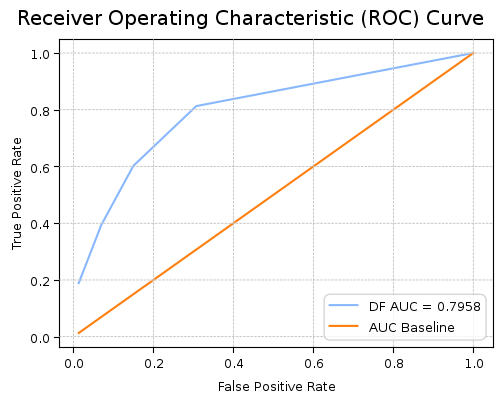 Receiver Operating Characteristic (ROC) Curve
1.0
0.8
0.6
0.4
0.2
0.0
True Positive Rate
DF AUC = 0.7958
AUC Baseline
0.0 0.2 0.4 0.6 0.8 1.0
False Positive Rate